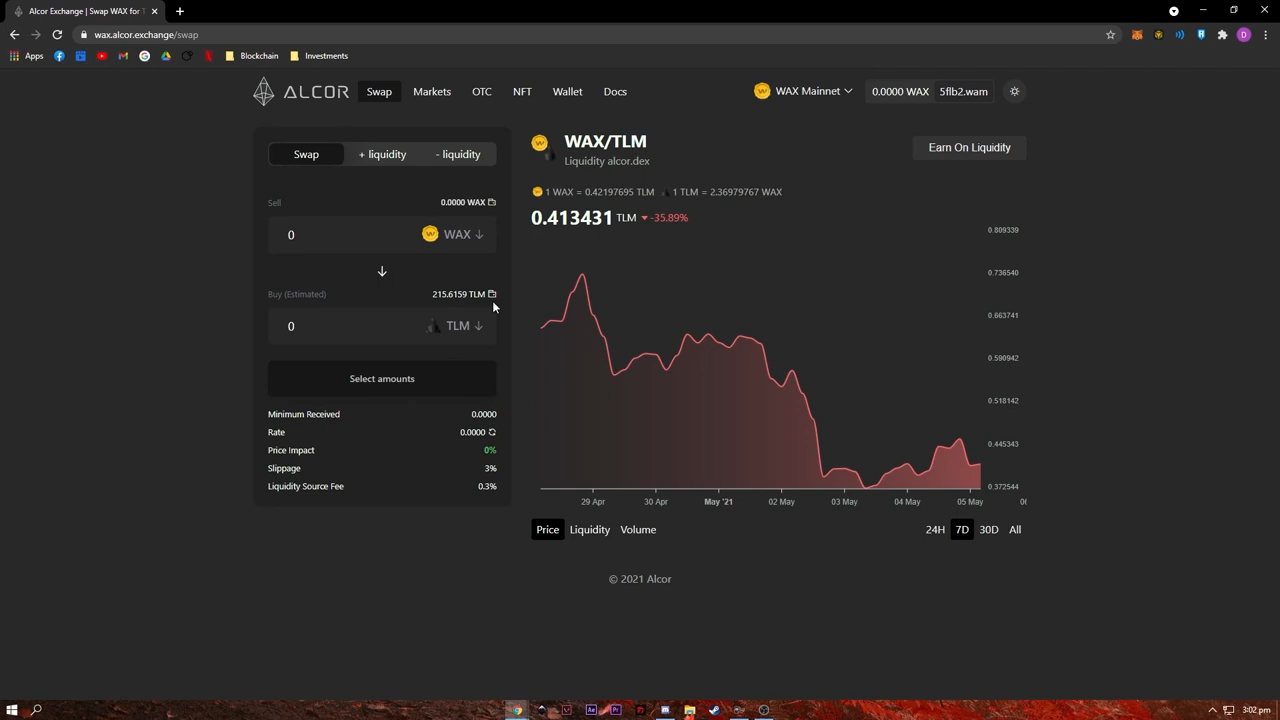 Alcor Exchange | Swap WAX for T
wax.alcor.exchange/swap
D
Apps Blockchain Investments
ALCOR Swap Markets OTC NFT Wallet Docs WAX Mainnet 0.0000 WAX 5flb2.wam
Swap + liquidity - liquidity
Sell 0.0000 WAX
0 WAX
Buy (Estimated) 215.6159 TLM
0 TLM
Select amounts
Minimum Received 0.0000
Rate 0.0000
Price Impact 0%
Slippage 3%
Liquidity Source Fee 0.3%
WAX/TLM
Liquidity alcor.dex
Earn On Liquidity
1 WAX = 0.42197695 TLM 1 TLM = 2.36979767 WAX
0.413431 TLM -35.89%
0.809339
0.736540
0.663741
0.590942
0.518142
0.445343
0.372544
29 Apr 30 Apr May '21 02 May 03 May 04 May 05 May
Price Liquidity Volume 24H 7D 30D All
© 2021 Alcor
Ae Pr 3:02 pm